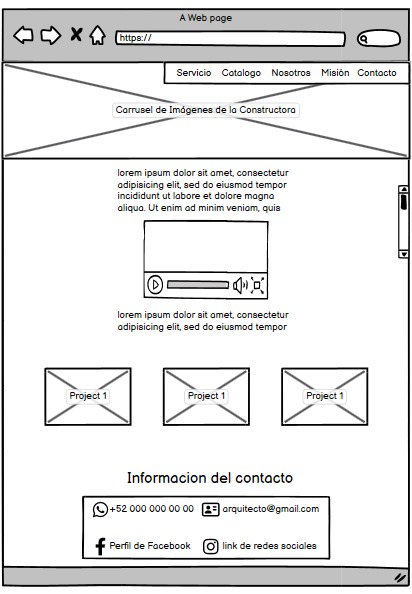 A Web page
https://
Servicio Catalogo Nosotros Misión Contacto
Carrusel de Imágenes de la Constructora
lorem ipsum dolor sit amet, consectetur
adipisicing elit, sed do eiusmod tempor
incididunt ut labore et dolore magna
aliqua. Ut enim ad minim veniam, quis
lorem ipsum dolor sit amet, consectetur
adipisicing elit, sed do eiusmod tempor
Project 1 Project 1 Project 1
Informacion del contacto
+52 000 000 00 00 arquitecto@gmail.com
Perfil de Facebook link de redes sociales